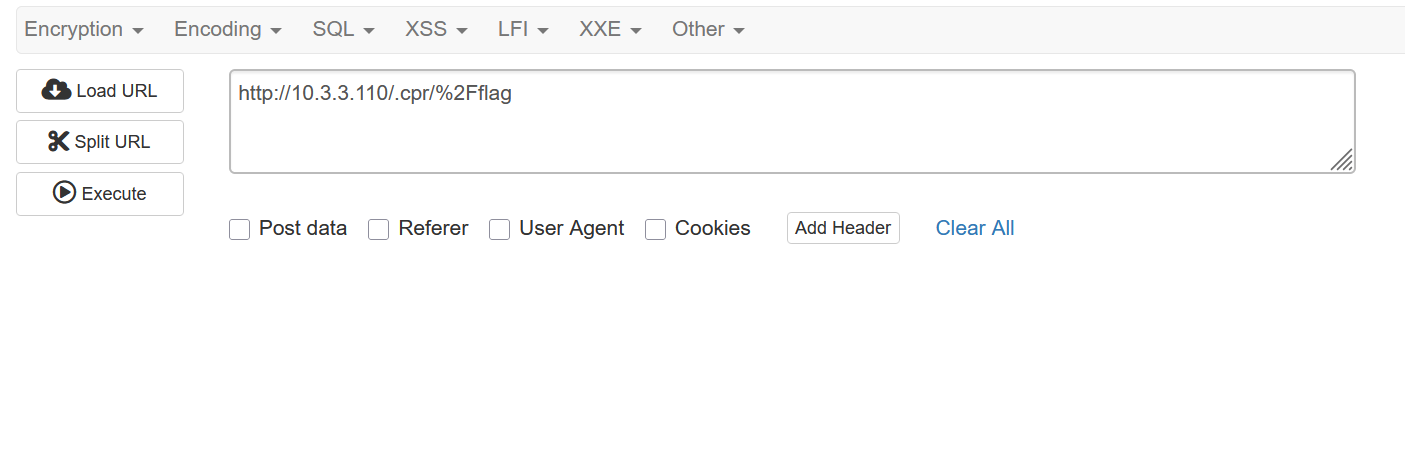 Encryption Encoding SQL XSS LFI XXE Other
Load URL
http://10.3.3.110/.cpr/%2Fflag
Split URL
Execute
Post data Referer User Agent Cookies Add Header Clear All